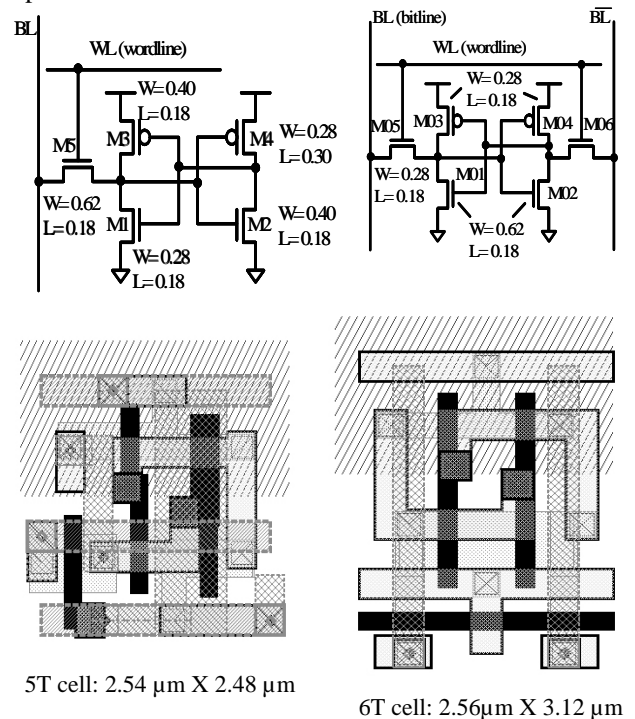 BL
WL (wordline)
W=0.40
L=0.18
M3
M4
W=0.28
L=0.30
M5
W=0.62
L=0.18
M1
M2
W=0.40
L=0.18
W=0.28
L=0.18
BL (bitline)
BL
WL (wordline)
W=0.28
L=0.18
M05
M03
M04
M06
W=0.28
L=0.18
M01
M02
W=0.62
L=0.18
5T cell: 2.54 µm X 2.48 µm
6T cell: 2.56µm X 3.12 µm